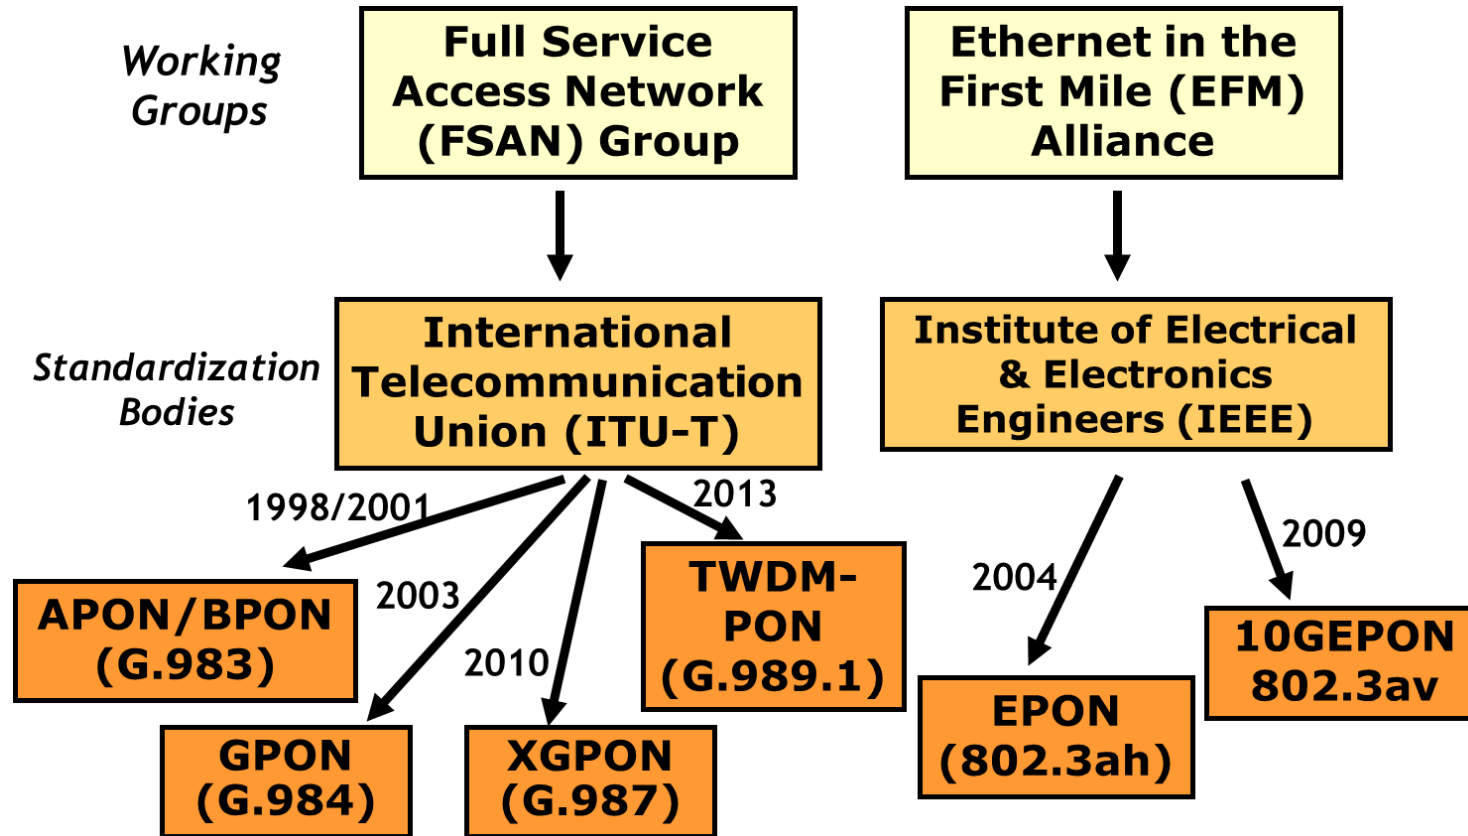 Working
Groups
Full Service
Access Network
(FSAN) Group
Ethernet in the
First Mile (EFM)
Alliance
Standardization
Bodies
International
Telecommunication
Union (ITU-T)
Institute of Electrical
& Electronics
Engineers (IEEE)
1998/2001
2003
2010
2013
2004
2009
APON/BPON
(G.983)
GPON
(G.984)
XGPON
(G.987)
TWDM-
PON
(G.989.1)
EPON
(802.3ah)
10GEPON
802.3av